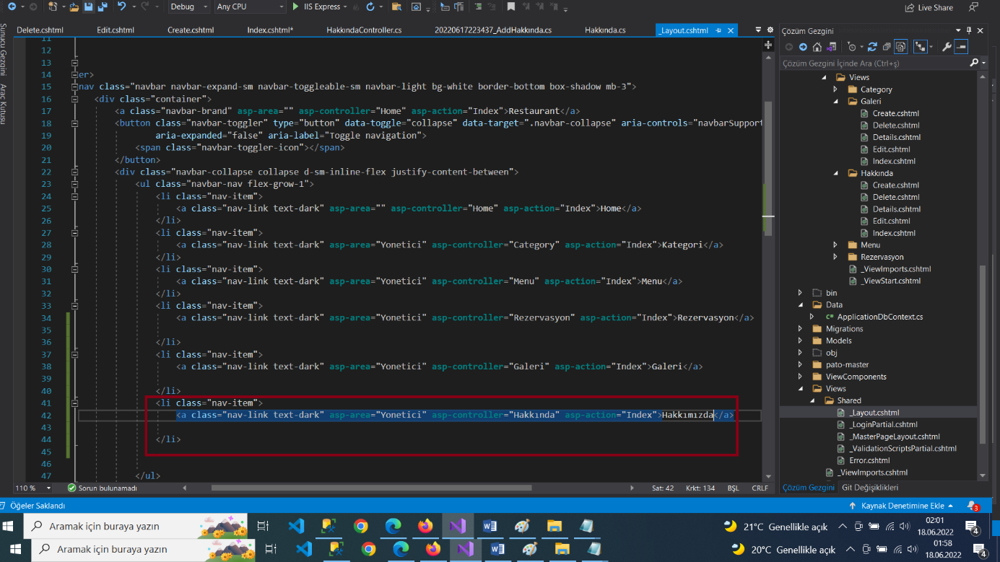 Debug Any CPU IIS Express Live Share
Sunucu Gezgini Araç Kutusu
Delete.cshtml Edit.cshtml Create.cshtml Index.cshtml* HakkındaController.cs 20220617223437_AddHakkında.cs Hakkında.cs _Layout.cshtml
11
12
13
14 er>
15 nav class="navbar navbar-expand-sm navbar-toggleable-sm navbar-light bg-white border-bottom box-shadow mb-3">
16 <div class="container">
17 <a class="navbar-brand" asp-area="" asp-controller="Home" asp-action="Index">Restaurant</a>
18 <button class="navbar-toggler" type="button" data-toggle="collapse" data-target=".navbar-collapse" aria-controls="navbarSupport
19 aria-expanded="false" aria-label="Toggle navigation">
20 <span class="navbar-toggler-icon"></span>
21 </button>
22 <div class="navbar-collapse collapse d-sm-inline-flex justify-content-between">
23 <ul class="navbar-nav flex-grow-1">
24 <li class="nav-item">
25 <a class="nav-link text-dark" asp-area="" asp-controller="Home" asp-action="Index">Home</a>
26 </li>
27 <li class="nav-item">
28 <a class="nav-link text-dark" asp-area="Yonetici" asp-controller="Category" asp-action="Index">Kategori</a>
29 </li>
30 <li class="nav-item">
31 <a class="nav-link text-dark" asp-area="Yonetici" asp-controller="Menu" asp-action="Index">Menu</a>
32 </li>
33 <li class="nav-item">
34 <a class="nav-link text-dark" asp-area="Yonetici" asp-controller="Rezervasyon" asp-action="Index">Rezervasyon</a>
35
36 </li>
37 <li class="nav-item">
38 <a class="nav-link text-dark" asp-area="Yonetici" asp-controller="Galeri" asp-action="Index">Galeri</a>
39
40 </li>
41 <li class="nav-item">
42 <a class="nav-link text-dark" asp-area="Yonetici" asp-controller="Hakkında" asp-action="Index">Hakkımızda</a>
43
44 </li>
45
46
47 </ul>
110 % Sorun bulunamadı Sat: 42 Krkt: 134 BŞL CRLF
Çözüm Gezgini
Çözüm Gezgini İçinde Ara (Ctrl+ş)
Views
Category
Galeri
Create.cshtml
Delete.cshtml
Details.cshtml
Edit.cshtml
Index.cshtml
Hakkında
Create.cshtml
Delete.cshtml
Details.cshtml
Edit.cshtml
Index.cshtml
Menu
Rezervasyon
_ViewImports.cshtml
_ViewStart.cshtml
bin
Data
C# ApplicationDbContext.cs
Migrations
Models
obj
pato-master
ViewComponents
Views
Shared
_Layout.cshtml
_LoginPartial.cshtml
_MasterPageLayout.cshtml
_ValidationScriptsPartial.cshtml
Error.cshtml
_ViewImports.cshtml
Çözüm Gezgini Git Değişiklikleri
Öğeler Saklandı Kaynak Denetimine Ekle 3
Aramak için buraya yazın 21°C Genellikle açık 02:01 18.06.2022 4
Aramak için buraya yazın 20°C Genellikle açık 01:58 18.06.2022 4